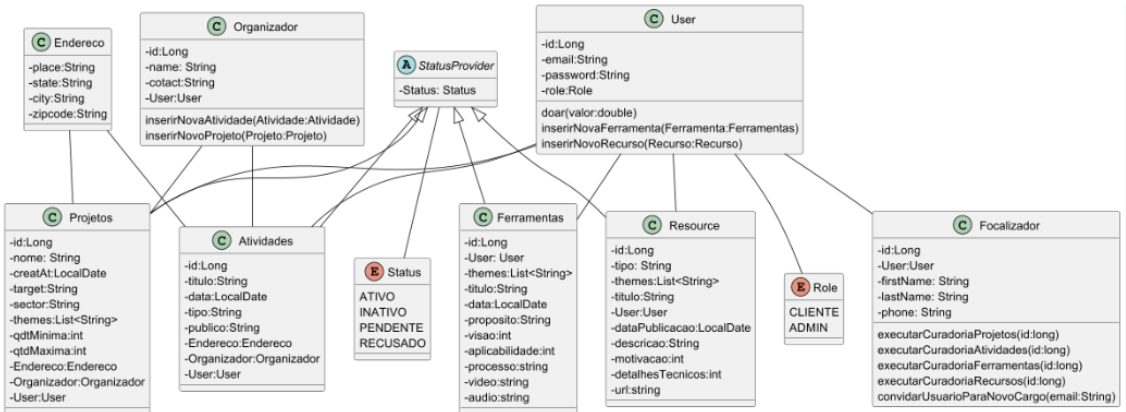 C Endereco
-place:String
-state:String
-city:String
-zipcode:String
C Organizador
-id:Long
-name: String
-cotact:String
-User:User
inserirNovaAtividade(Atividade:Atividade)
inserirNovoProjeto(Projeto:Projeto)
A StatusProvider
-Status: Status
C User
-id:Long
-email:String
-password:String
-role:Role
doar(valor:double)
inserirNovaFerramenta(Ferramenta:Ferramentas)
inserirNovoRecurso(Recurso:Recurso)
C Projetos
-id:Long
-nome: String
-creatAt:LocalDate
-target:String
-sector:String
-themes:List<String>
-qdtMinima:int
-qtdMaxima:int
-Endereco:Endereco
-Organizador:Organizador
-User:User
C Atividades
-id:Long
-titulo:String
-data:LocalDate
-tipo:String
-publico:String
-Endereco:Endereco
-Organizador:Organizador
-User:User
E Status
ATIVO
INATIVO
PENDENTE
RECUSADO
C Ferramentas
-id:Long
-User: User
-themes:List<String>
-titulo:String
-data:LocalDate
-proposito:String
-visao:int
-aplicabilidade:int
-processo:string
-video:string
-audio:string
C Resource
-id:Long
-tipo: String
-themes:List<String>
-titulo:String
-User:User
-dataPublicacao:LocalDate
-descricao:String
-motivacao:int
-detalhesTecnicos:int
-url:string
E Role
CLIENTE
ADMIN
C Focalizador
-id:Long
-User:User
-firstName: String
-lastName: String
-phone: String
executarCuradoriaProjetos(id:long)
executarCuradoriaAtividades(id:long)
executarCuradoriaFerramentas(id:long)
executarCuradoriaRecursos(id:long)
convidarUsuarioParaNovoCargo(email:String)